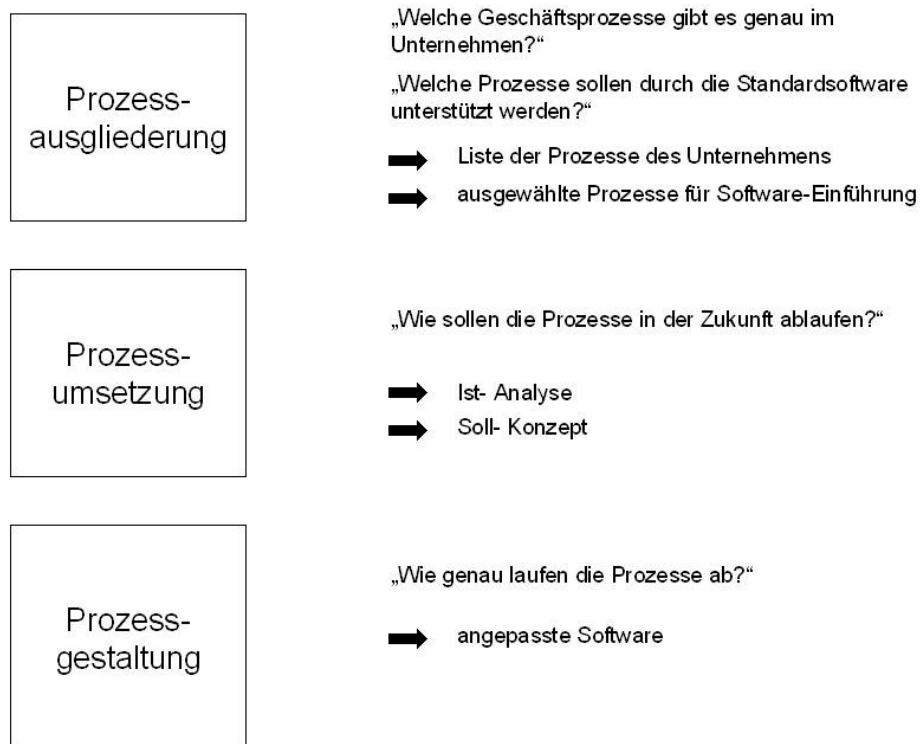 Prozess-
ausgliederung
„Welche Geschäftsprozesse gibt es genau im
Unternehmen?“
„Welche Prozesse sollen durch die Standardsoftware
unterstützt werden?“
Liste der Prozesse des Unternehmens
ausgewählte Prozesse für Software-Einführung
Prozess-
umsetzung
„Wie sollen die Prozesse in der Zukunft ablaufen?“
Ist- Analyse
Soll- Konzept
Prozess-
gestaltung
„Wie genau laufen die Prozesse ab?“
angepasste Software